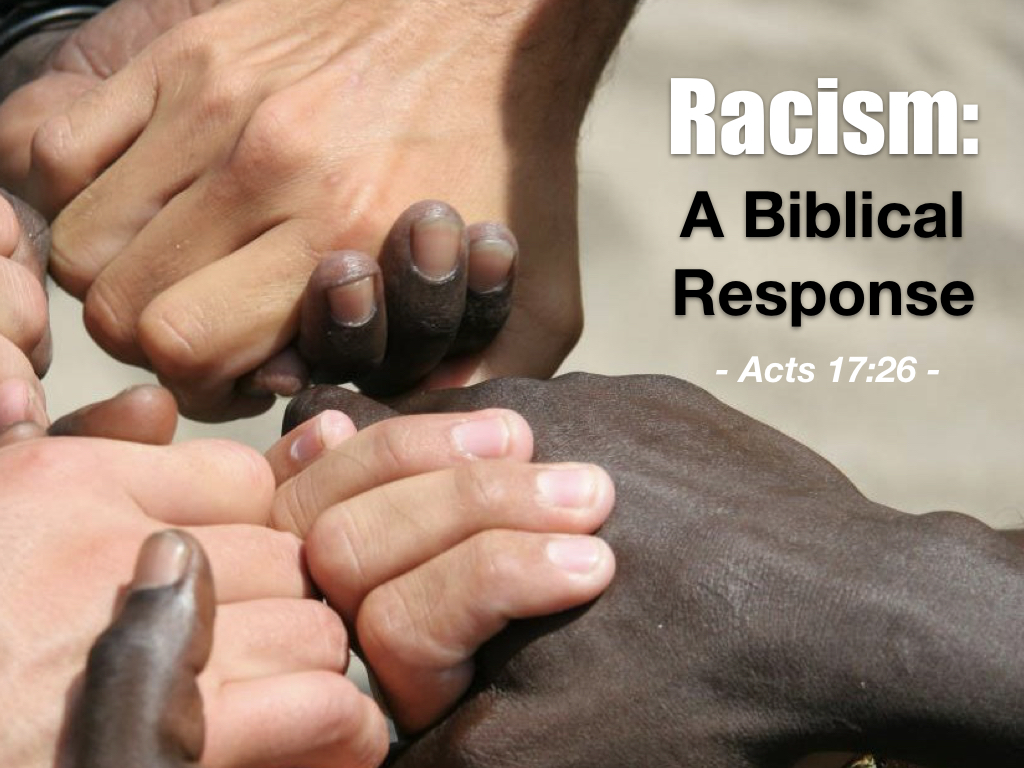 Racism:
A Biblical
Response
- Acts 17:26 -